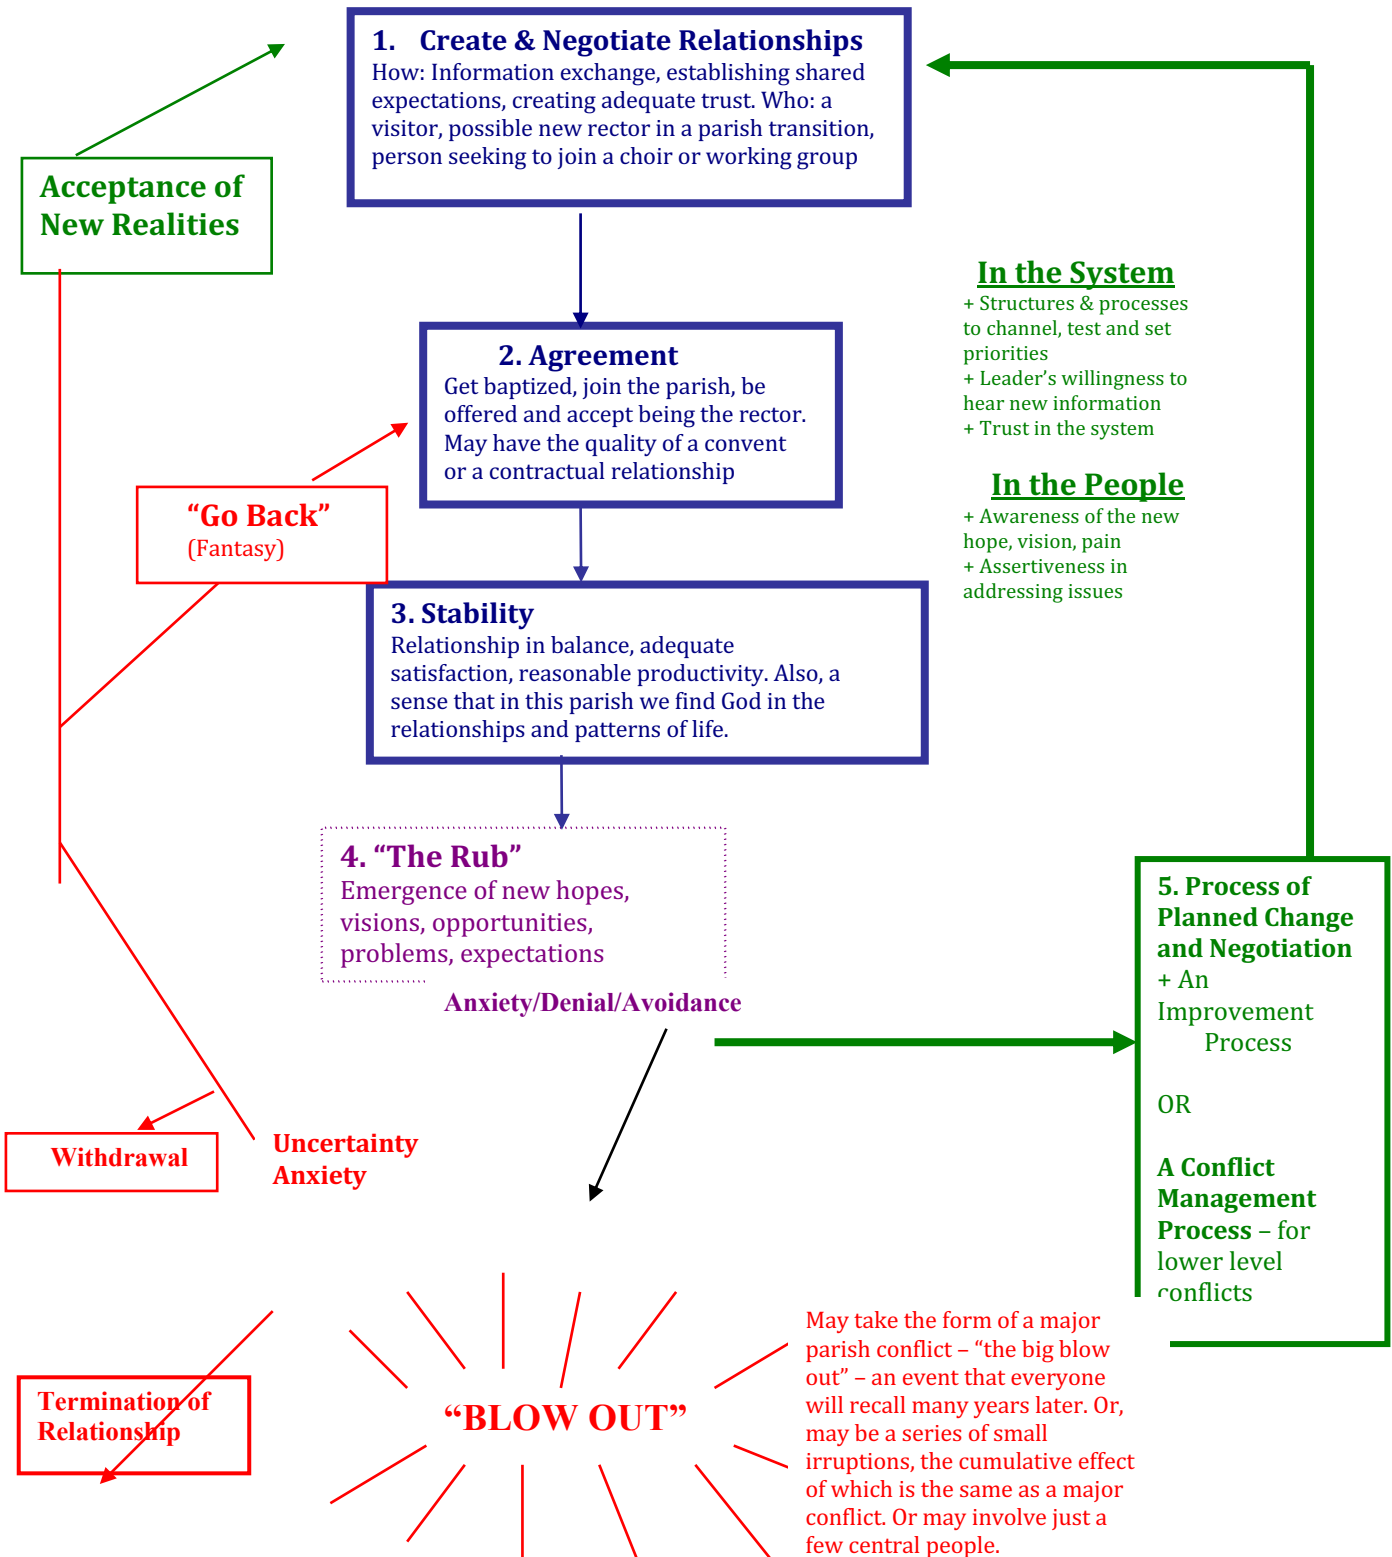 1. Create & Negotiate Relationships
How: Information exchange, establishing shared
expectations, creating adequate trust. Who: a
visitor, possible new rector in a parish transition,
person seeking to join a choir or working group
Acceptance of
New Realities
In the System
+ Structures & processes
to channel, test and set
priorities
+ Leader’s willingness to
hear new information
+ Trust in the system
2. Agreement
Get baptized, join the parish, be
offered and accept being the rector.
May have the quality of a convent
or a contractual relationship
In the People
+ Awareness of the new
hope, vision, pain
+ Assertiveness in
addressing issues
“Go Back”
(Fantasy)
3. Stability
Relationship in balance, adequate
satisfaction, reasonable productivity. Also, a
sense that in this parish we find God in the
relationships and patterns of life.
4. “The Rub”
Emergence of new hopes,
visions, opportunities,
problems, expectations
Anxiety/Denial/Avoidance
5. Process of
Planned Change
and Negotiation
+ An
Improvement
Process
OR
A Conflict
Management
Process – for
lower level
conflicts
Withdrawal
Uncertainty
Anxiety
Termination of
Relationship
“BLOW OUT”
May take the form of a major
parish conflict – “the big blow
out” – an event that everyone
will recall many years later. Or,
may be a series of small
irruptions, the cumulative effect
of which is the same as a major
conflict. Or may involve just a
few central people.